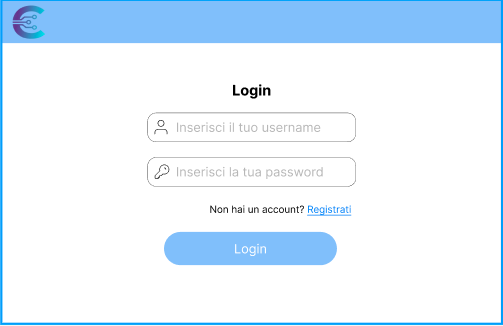 Login
Inserisci il tuo username
Inserisci la tua password
Non hai un account? Registrati
Login